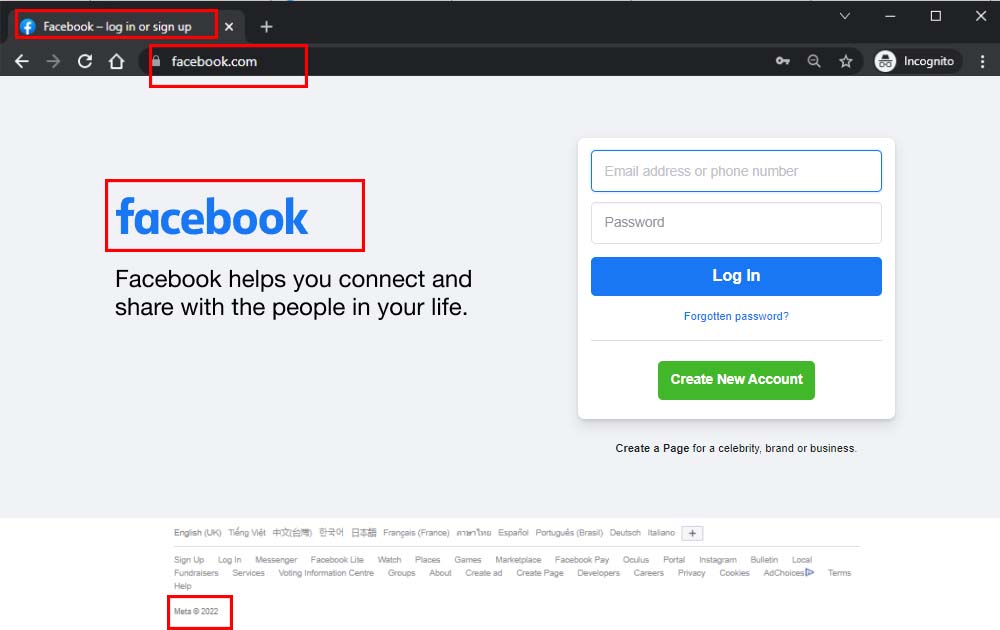 Facebook – log in or sign up
facebook.com
Incognito
facebook
Facebook helps you connect and
share with the people in your life.
Email address or phone number
Password
Log In
Forgotten password?
Create New Account
Create a Page for a celebrity, brand or business.
English (UK) Tiếng Việt 中文(台灣) 한국어 日本語 Français (France) ภาษาไทย Español Português (Brasil) Deutsch Italiano +
Sign Up Log In Messenger Facebook Lite Watch Places Games Marketplace Facebook Pay Oculus Portal Instagram Bulletin Local
Fundraisers Services Voting Information Centre Groups About Create ad Create Page Developers Careers Privacy Cookies AdChoices Terms
Help
Meta © 2022